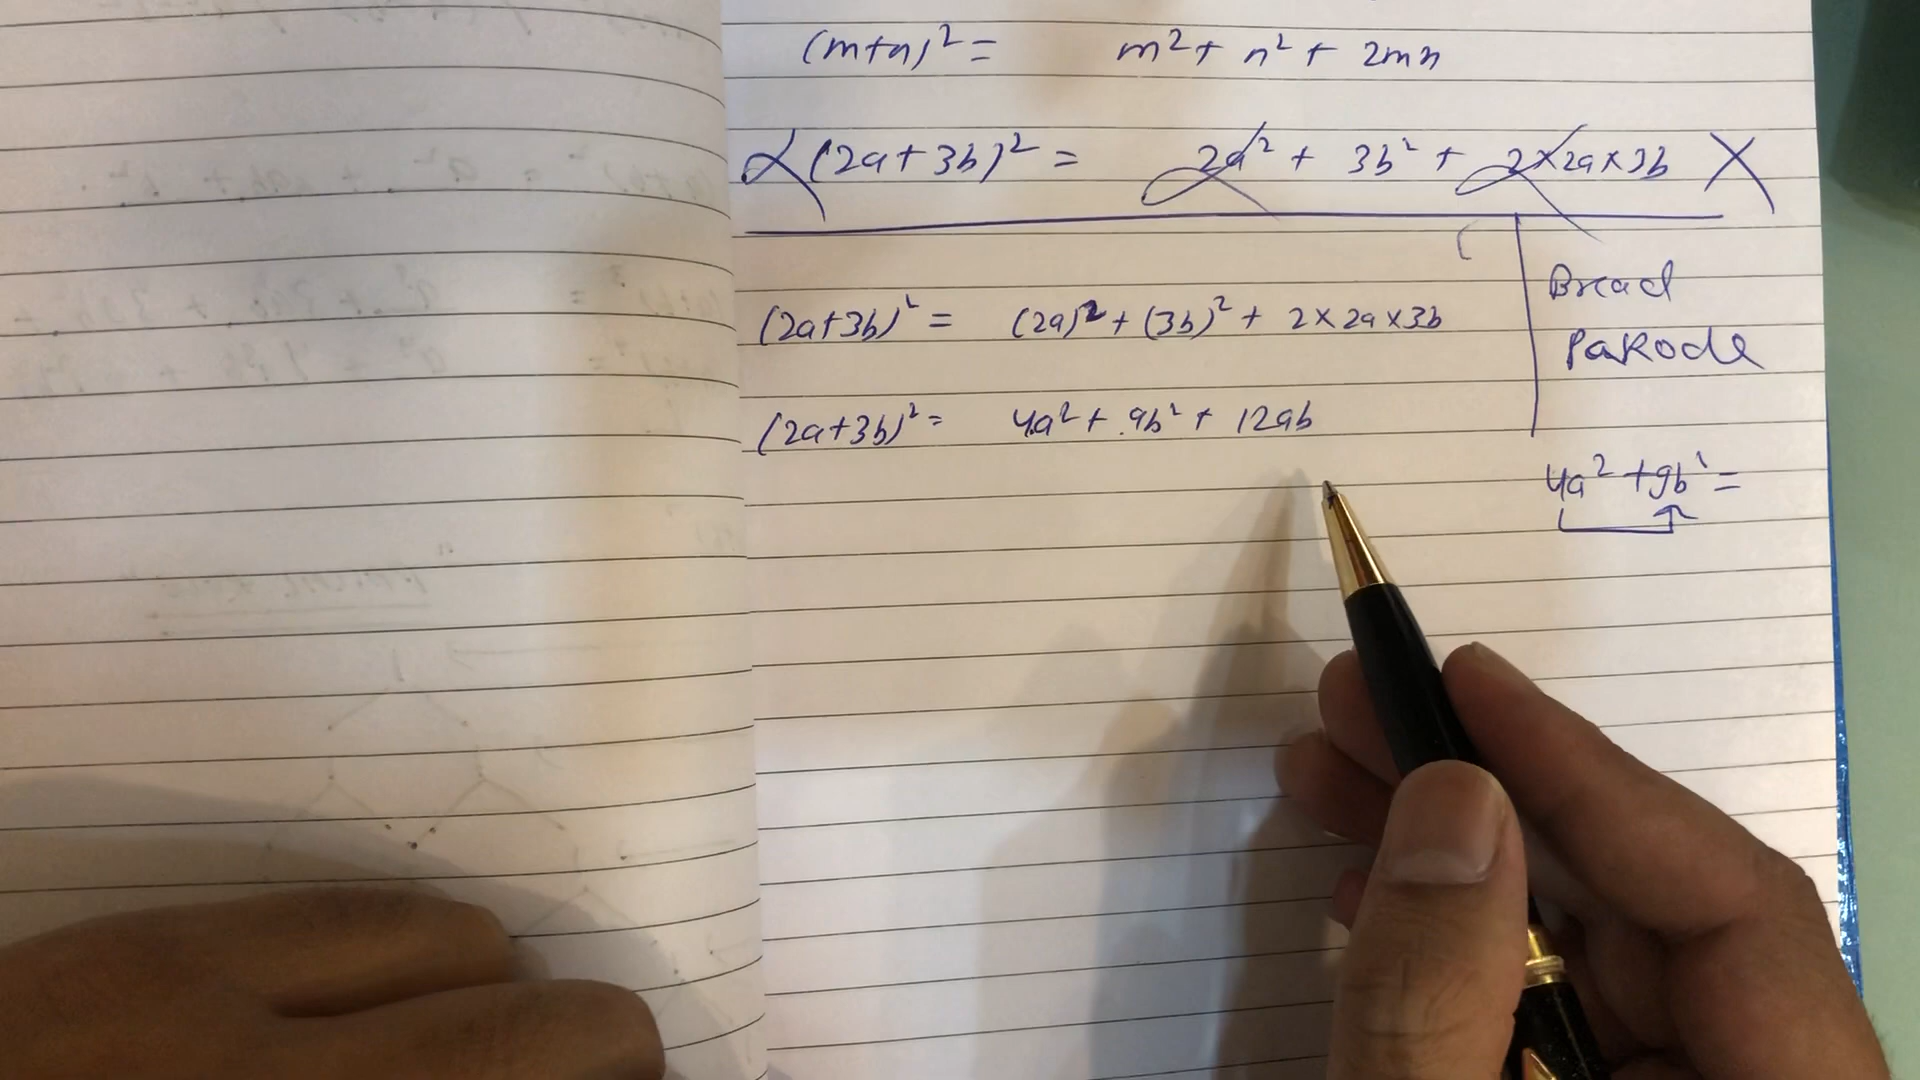 (m+n)² = m² + n² + 2mn
(2a+3b)² = 2a² + 3b² + 2×2a×3b ✗
(2a+3b)² = (2a)² + (3b)² + 2×2a×3b
(2a+3b)² = 4a² + 9b² + 12ab
Bread
Pakoda
4a² + 9b² =